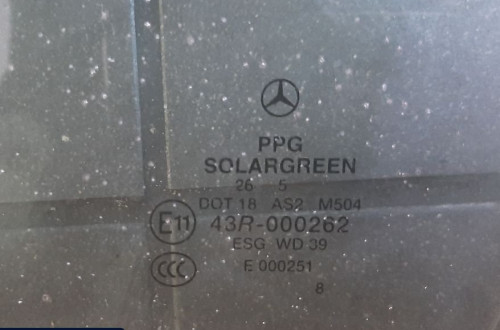 PPG
SOLARGREEN
26 5
DOT 18 AS2 M504
E11 43R-000262
ESG WD 39
CCC E 000251
8